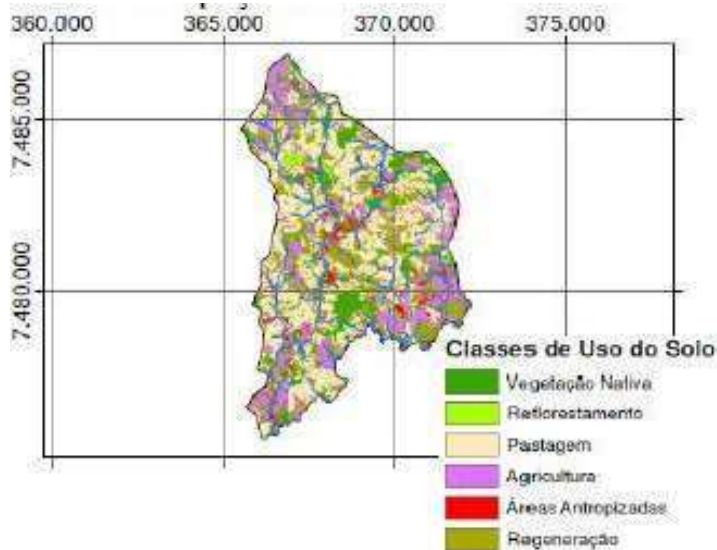 360.000 365.000 370.000 375.000
7.485.000
7.480.000
Classes de Uso do Solo
Vegetação Nativa
Reflorestamento
Pastagem
Agricultura
Áreas Antropizadas
Regeneração